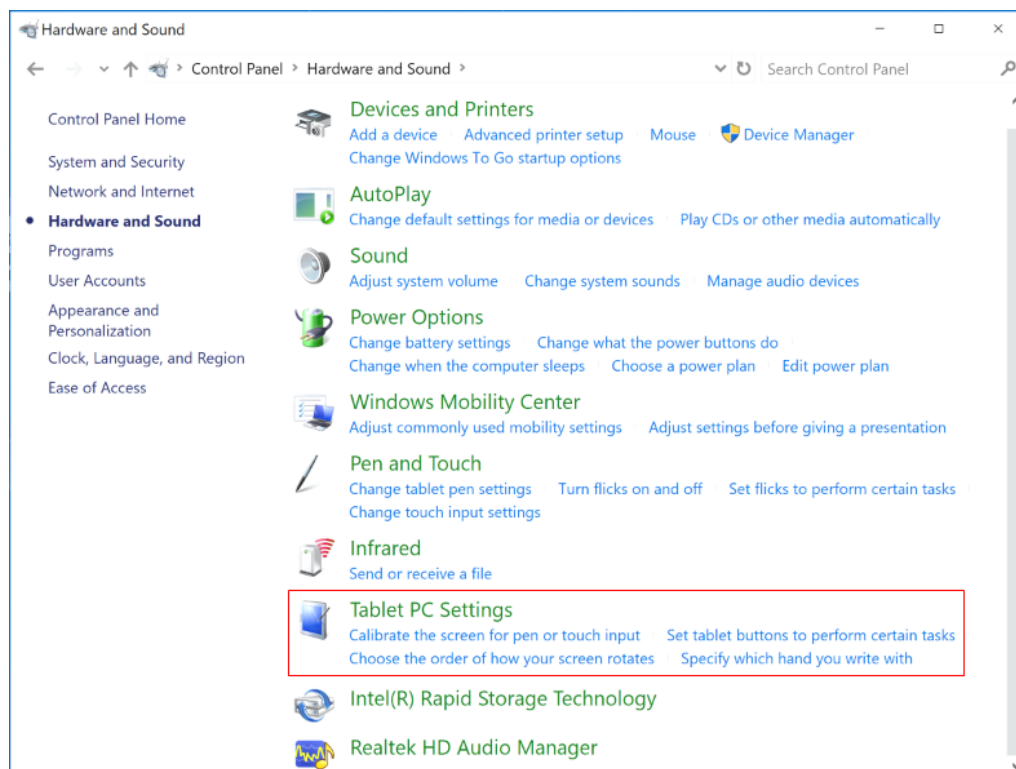 Hardware and Sound
Control Panel Hardware and Sound
Search Control Panel
Control Panel Home
System and Security
Network and Internet
Hardware and Sound
Programs
User Accounts
Appearance and
Personalization
Clock, Language, and Region
Ease of Access
Devices and Printers
Add a device Advanced printer setup Mouse Device Manager
Change Windows To Go startup options
AutoPlay
Change default settings for media or devices Play CDs or other media automatically
Sound
Adjust system volume Change system sounds Manage audio devices
Power Options
Change battery settings Change what the power buttons do
Change when the computer sleeps Choose a power plan Edit power plan
Windows Mobility Center
Adjust commonly used mobility settings Adjust settings before giving a presentation
Pen and Touch
Change tablet pen settings Turn flicks on and off Set flicks to perform certain tasks
Change touch input settings
Infrared
Send or receive a file
Tablet PC Settings
Calibrate the screen for pen or touch input Set tablet buttons to perform certain tasks
Choose the order of how your screen rotates Specify which hand you write with
Intel(R) Rapid Storage Technology
Realtek HD Audio Manager